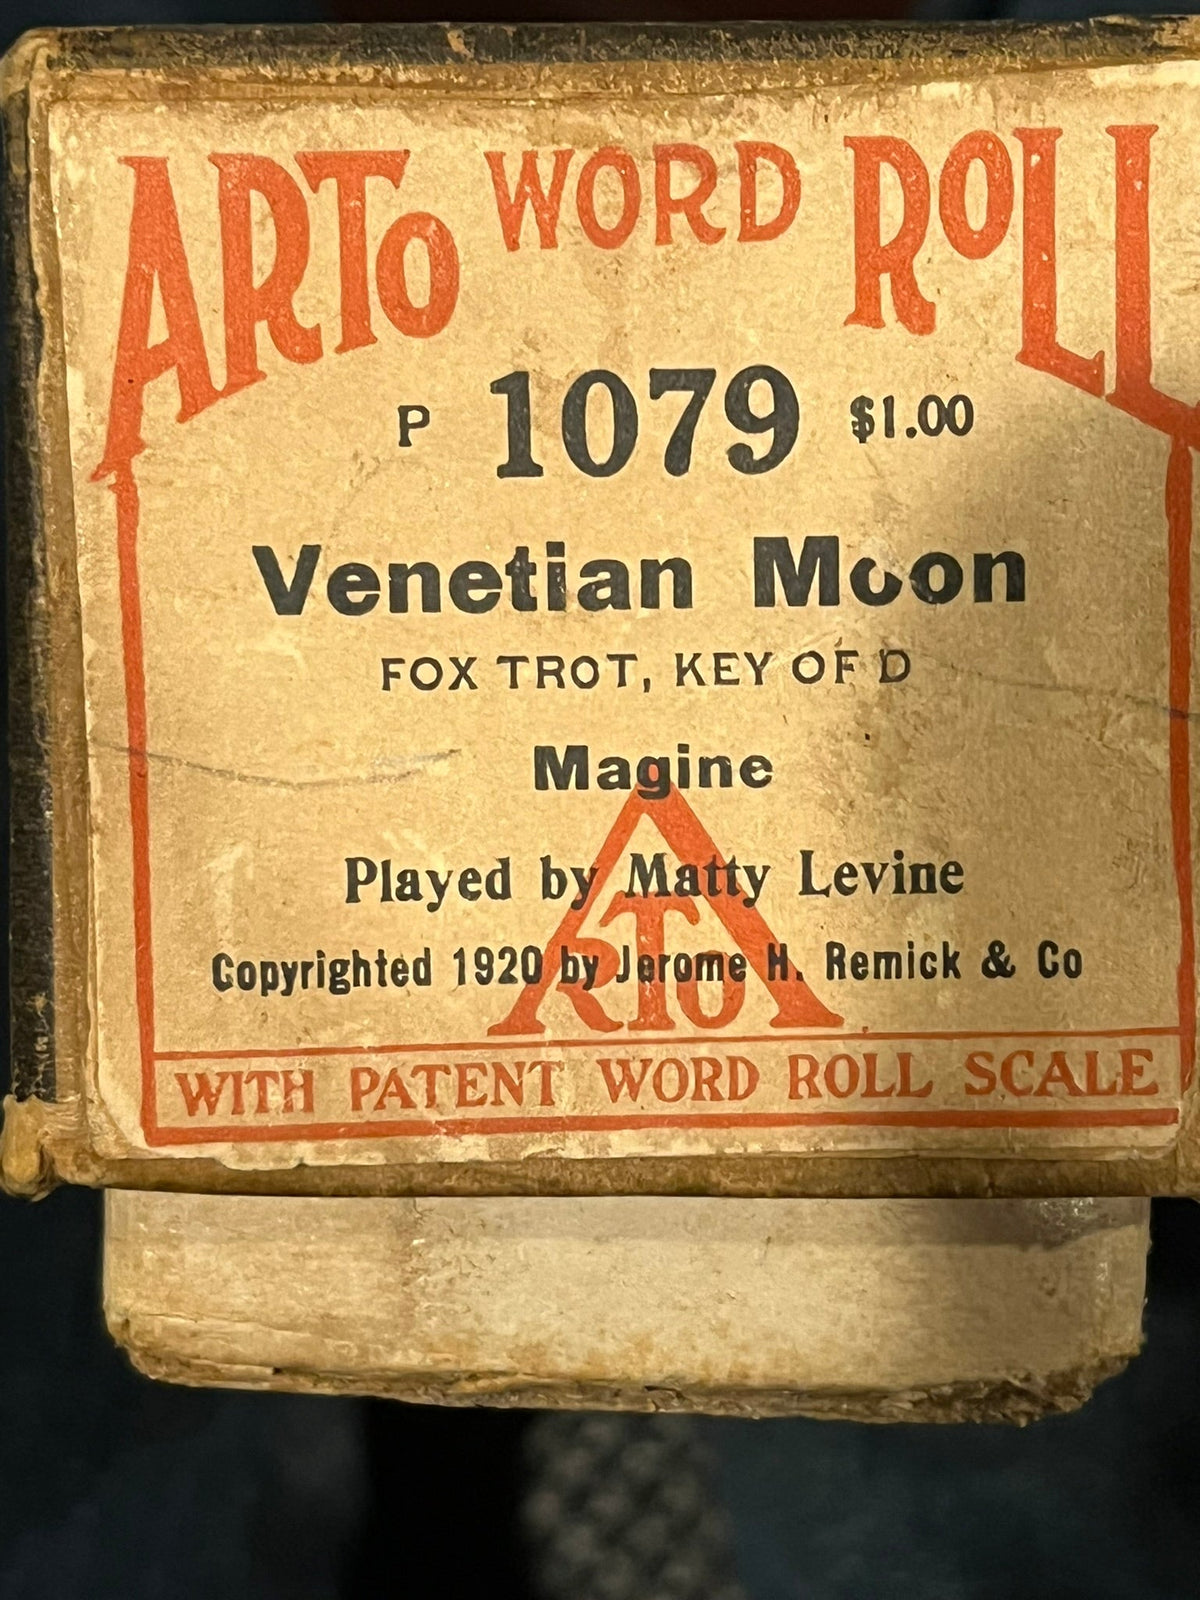 ARTO WORD ROLL
P 1079 $1.00
Venetian Moon
FOX TROT, KEY OF D
Magine
Played by Matty Levine
ARTO
Copyrighted 1920 by Jerome H. Remick & Co
WITH PATENT WORD ROLL SCALE